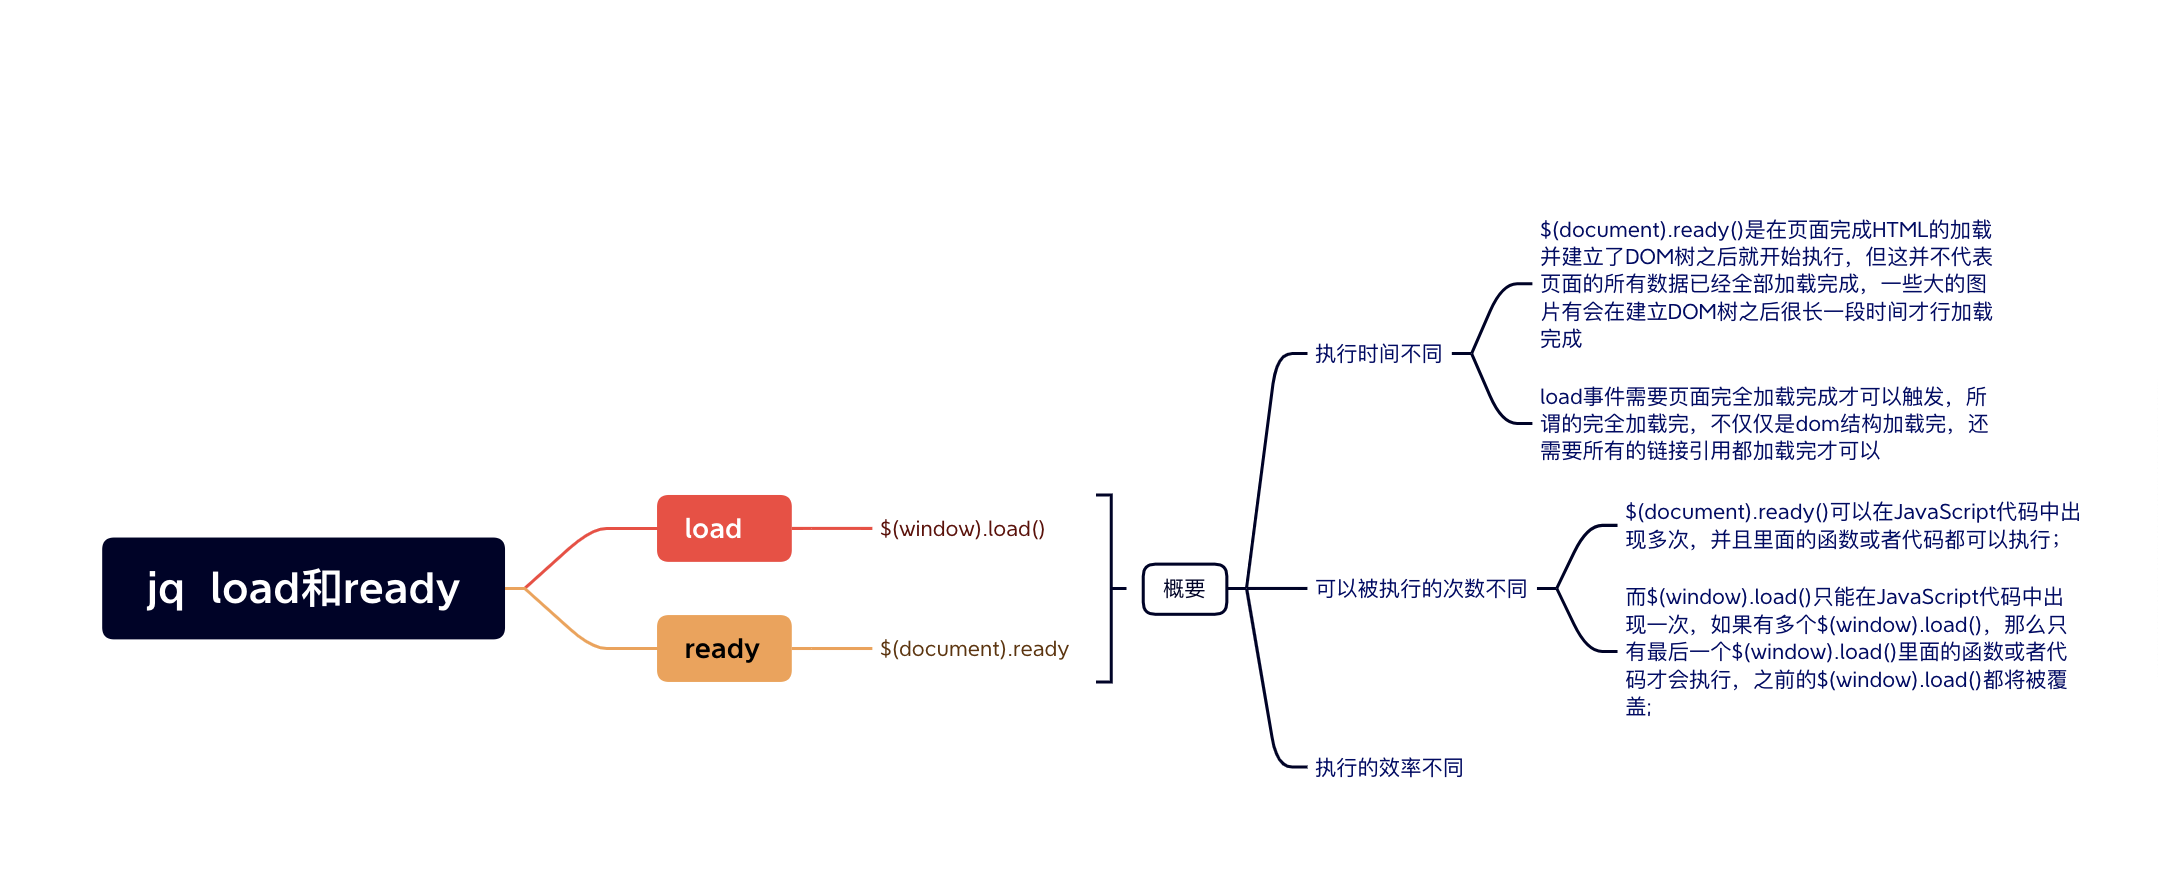 jq  load和ready
load
$(window).load()
ready
$(document).ready
概要
执行时间不同
$(document).ready()是在页面完成HTML的加载
并建立了DOM树之后就开始执行，但这并不代表
页面的所有数据已经全部加载完成，一些大的图
片有会在建立DOM树之后很长一段时间才行加载
完成
load事件需要页面完全加载完成才可以触发，所
谓的完全加载完，不仅仅是dom结构加载完，还
需要所有的链接引用都加载完才可以
可以被执行的次数不同
$(document).ready()可以在JavaScript代码中出
现多次，并且里面的函数或者代码都可以执行；
而$(window).load()只能在JavaScript代码中出
现一次，如果有多个$(window).load()，那么只
有最后一个$(window).load()里面的函数或者代
码才会执行，之前的$(window).load()都将被覆
盖;
执行的效率不同